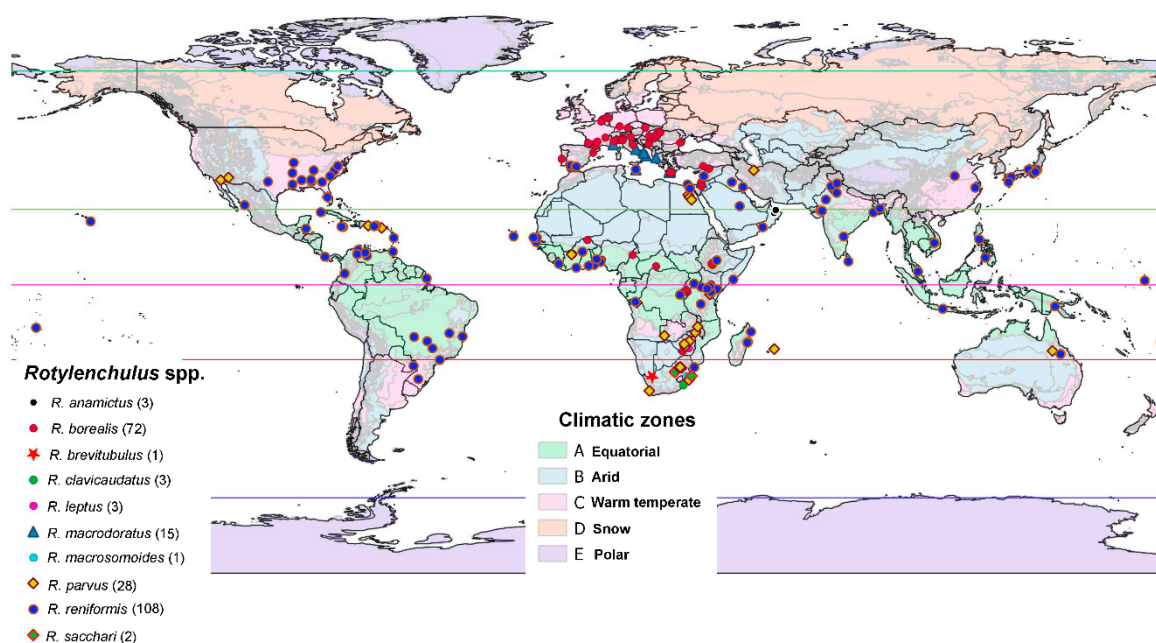 Rotylenchulus spp.
R. anamictus (3)
R. borealis (72)
R. brevitubulus (1)
R. clavicaudatus (3)
R. leptus (3)
R. macrodoratus (15)
R. macrosomoides (1)
R. parvus (28)
R. reniformis (108)
R. sacchari (2)
Climatic zones
A Equatorial
B Arid
C Warm temperate
D Snow
E Polar